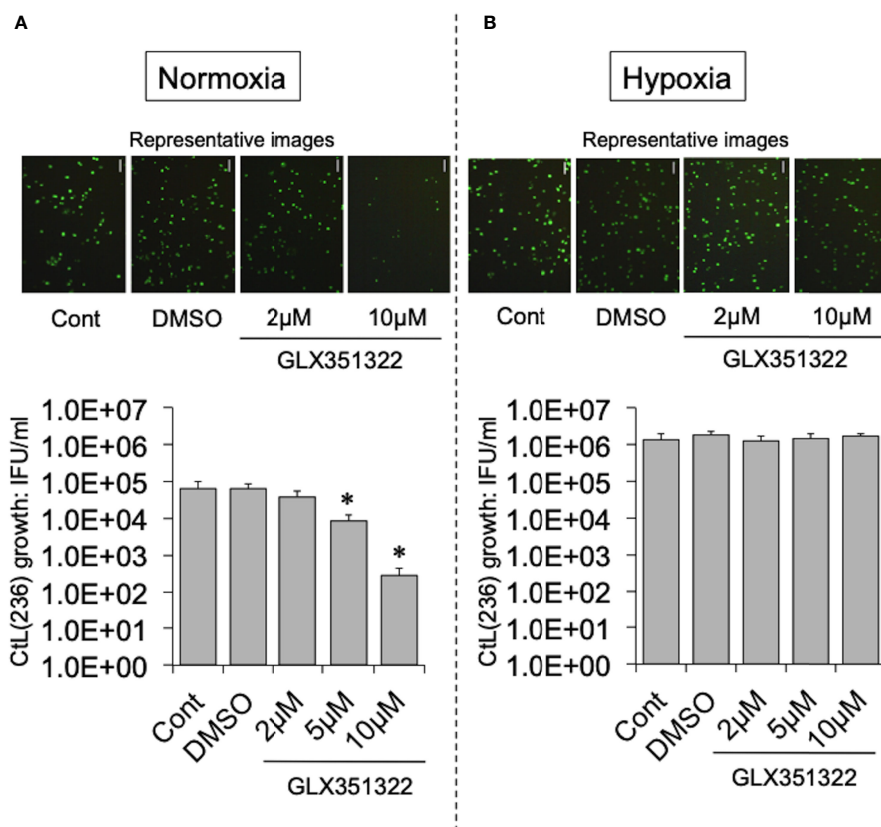 A
Normoxia
Representative images
Cont
DMSO
2µM
10µM
GLX351322
CtL(236) growth: IFU/ml
1.0E+07
1.0E+06
1.0E+05
1.0E+04
1.0E+03
1.0E+02
1.0E+01
1.0E+00
*
*
Cont
DMSO
2µM
5µM
10µM
GLX351322
B
Hypoxia
Representative images
Cont
DMSO
2µM
10µM
GLX351322
CtL(236) growth: IFU/ml
1.0E+07
1.0E+06
1.0E+05
1.0E+04
1.0E+03
1.0E+02
1.0E+01
1.0E+00
Cont
DMSO
2µM
5µM
10µM
GLX351322